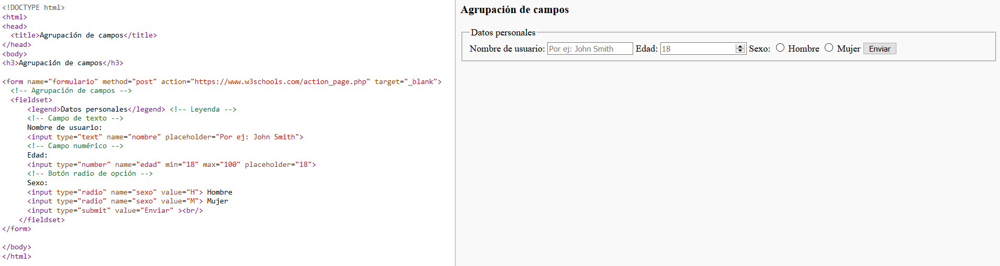 <!DOCTYPE html>
<html>
<head>
  <title>Agrupación de campos</title>
</head>
<body>
<h3>Agrupación de campos</h3>

<form name="formulario" method="post" action="https://www.w3schools.com/action_page.php" target="_blank">
  <!-- Agrupación de campos -->
  <fieldset>
      <legend>Datos personales</legend> <!-- Leyenda -->
      <!-- Campo de texto -->
      Nombre de usuario:
      <input type="text" name="nombre" placeholder="Por ej: John Smith">
      <!-- Campo numérico -->
      Edad:
      <input type="number" name="edad" min="18" max="100" placeholder="18">
      <!-- Botón radio de opción -->
      Sexo:
      <input type="radio" name="sexo" value="H"> Hombre
      <input type="radio" name="sexo" value="M"> Mujer
      <input type="submit" value="Enviar" ><br/>
    </fieldset>
</form>

</body>
</html>
Agrupación de campos
Datos personales
Nombre de usuario: Por ej: John Smith Edad: 18 Sexo: Hombre Mujer Enviar